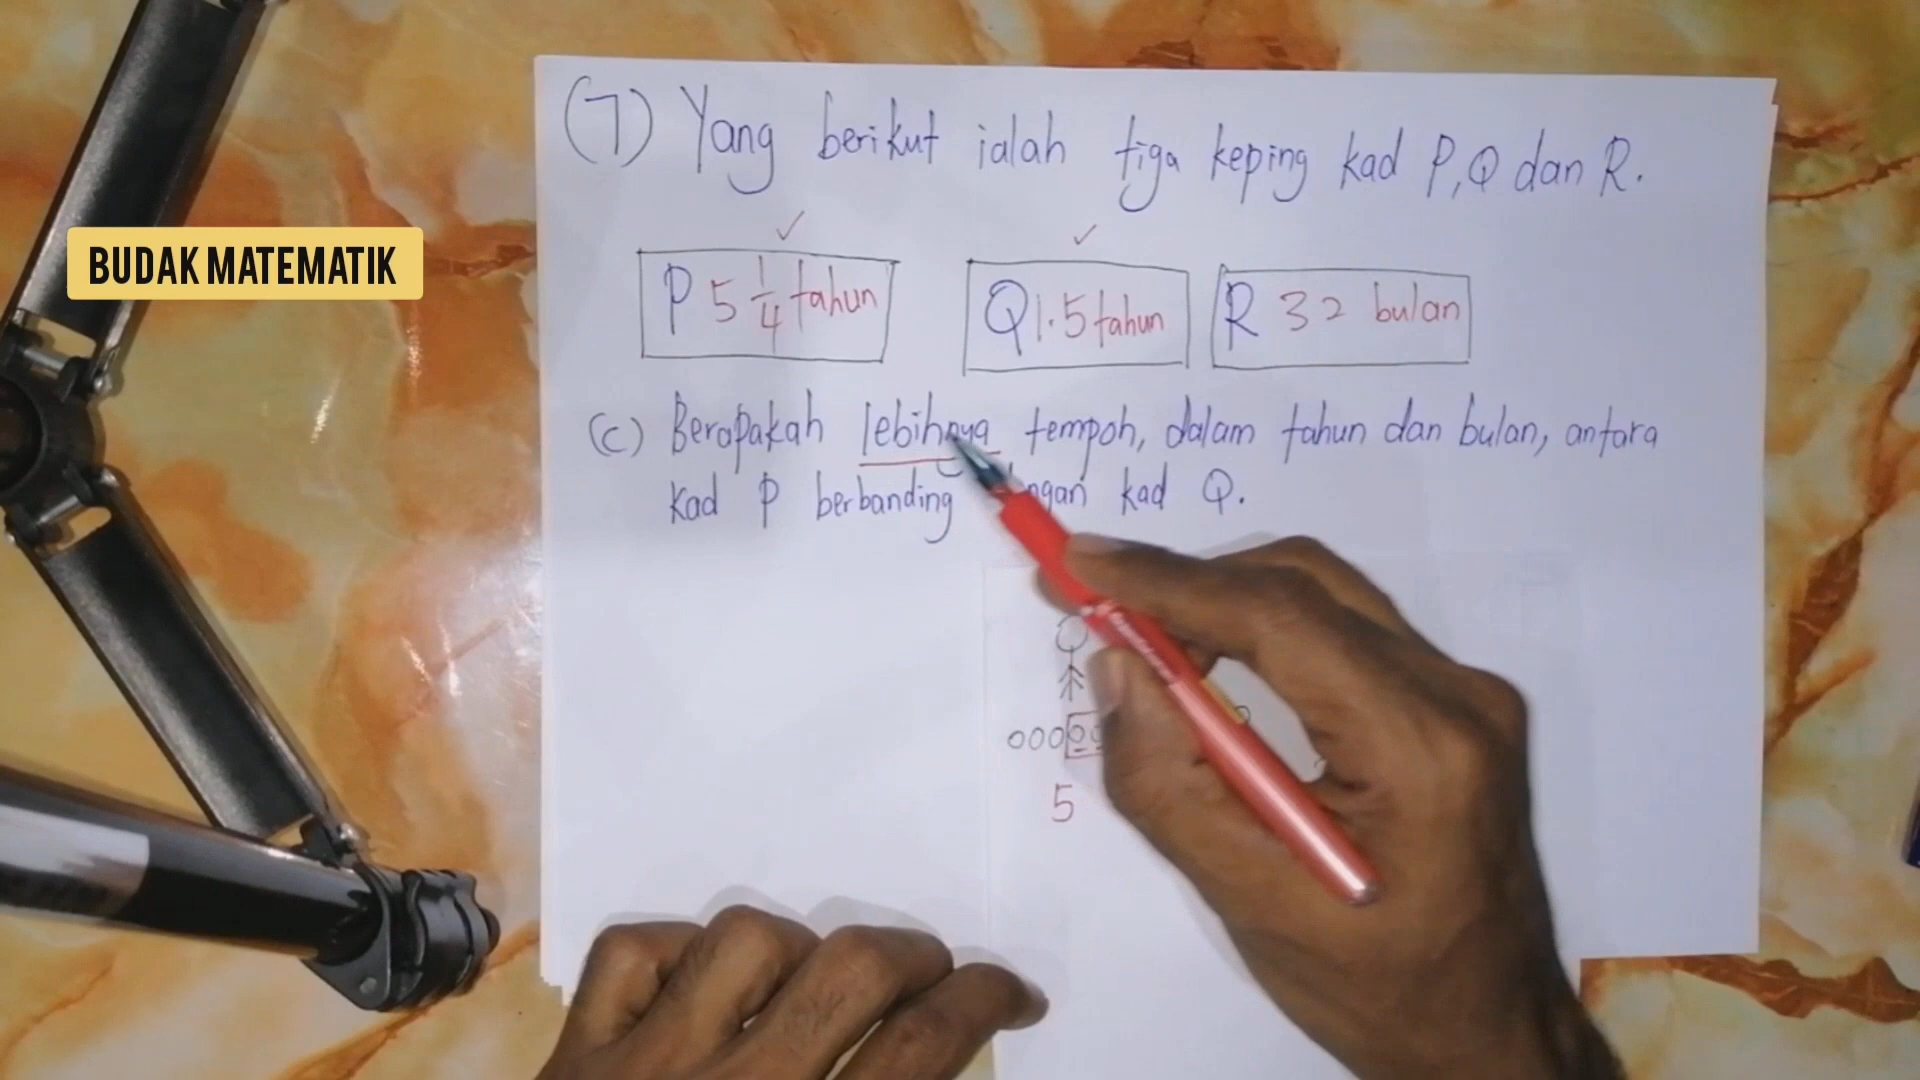 BUDAK MATEMATIK
(7) Yang berikut ialah tiga keping kad P, Q dan R.
P 5 1/4 tahun
Q 1.5 tahun
R 32 bulan
(c) Berapakah lebihnya tempoh, dalam tahun dan bulan, antara
kad P berbanding kad Q.
5